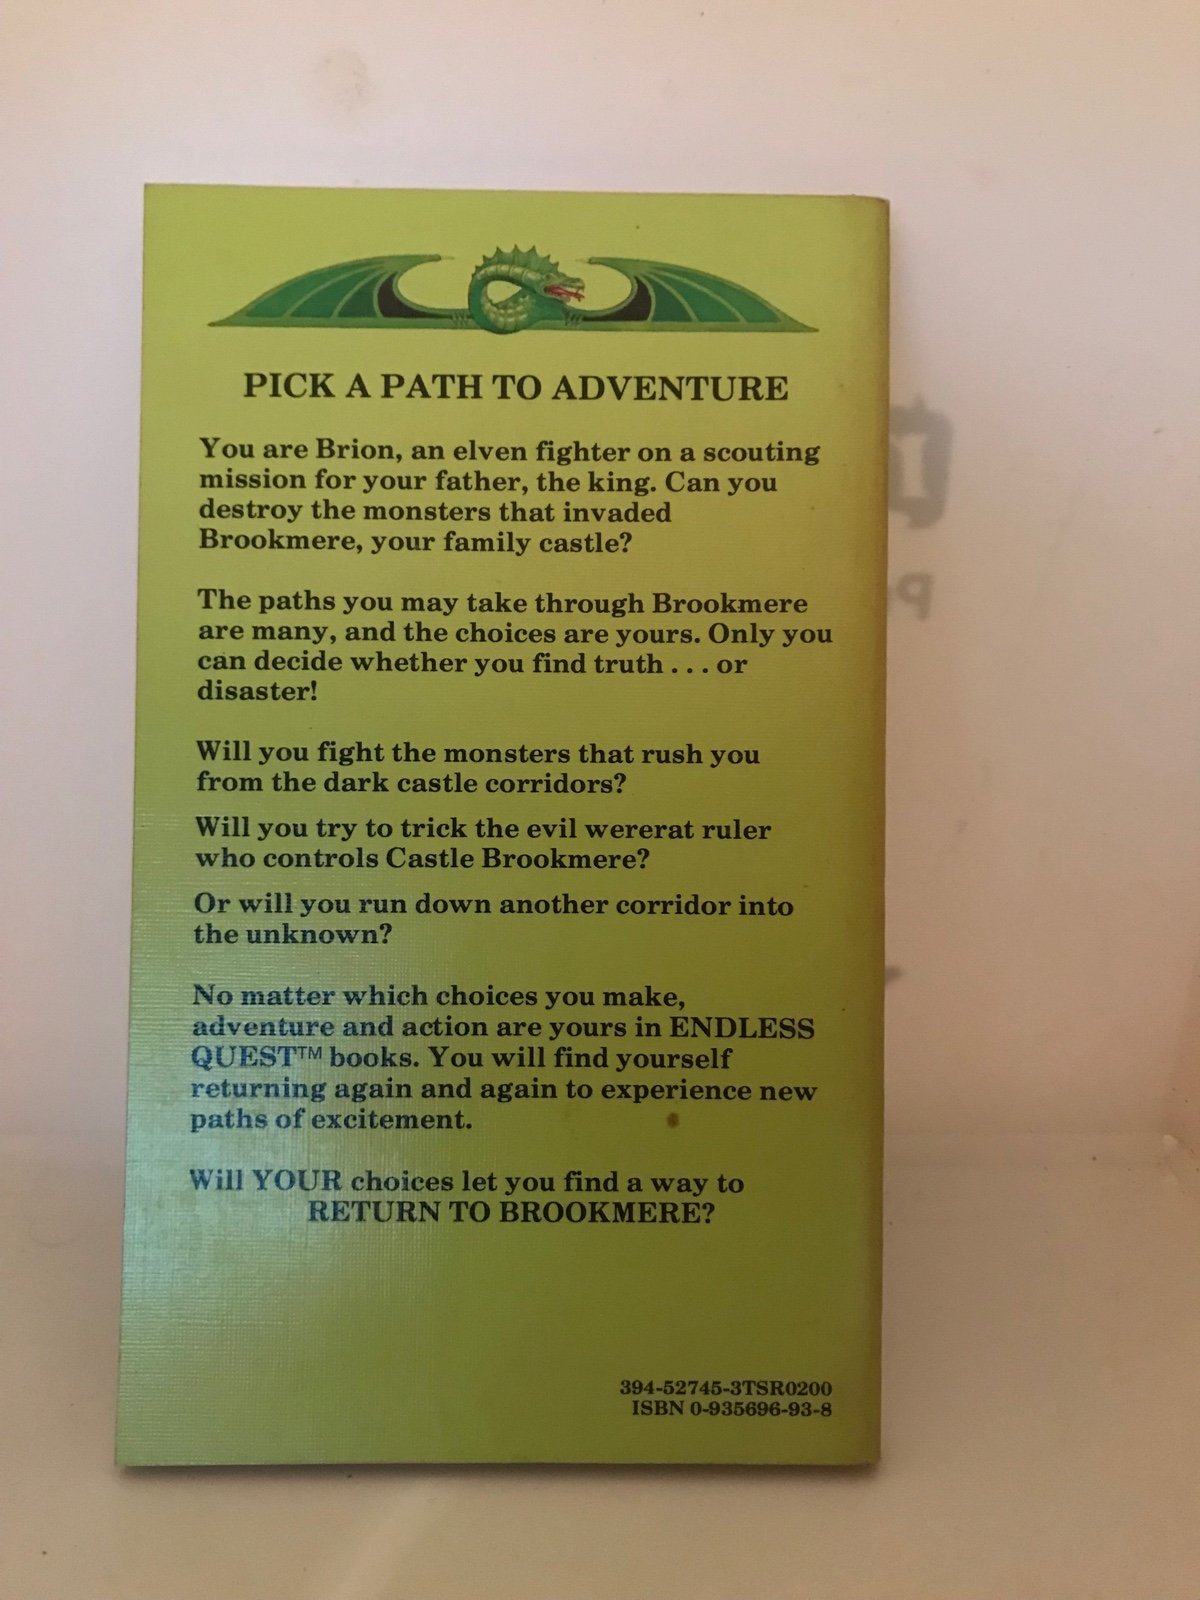 PICK A PATH TO ADVENTURE
You are Brion, an elven fighter on a scouting
mission for your father, the king. Can you
destroy the monsters that invaded
Brookmere, your family castle?
The paths you may take through Brookmere
are many, and the choices are yours. Only you
can decide whether you find truth . . . or
disaster!
Will you fight the monsters that rush you
from the dark castle corridors?
Will you try to trick the evil wererat ruler
who controls Castle Brookmere?
Or will you run down another corridor into
the unknown?
No matter which choices you make,
adventure and action are yours in ENDLESS
QUEST™ books. You will find yourself
returning again and again to experience new
paths of excitement.
Will YOUR choices let you find a way to
RETURN TO BROOKMERE?
394-52745-3TSR0200
ISBN 0-935696-93-8